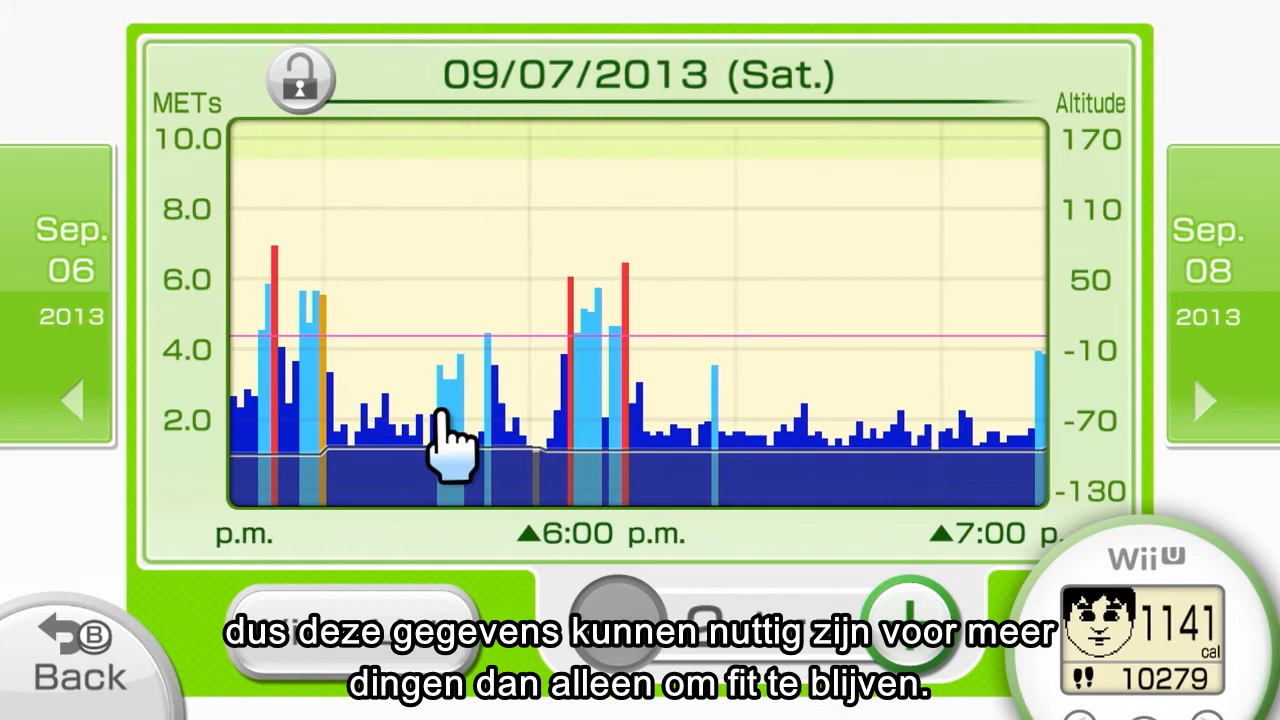 09/07/2013 (Sat.)
METs
Altitude
10.0
170
8.0
110
6.0
50
4.0
-10
2.0
-70
-130
p.m.
▲6:00 p.m.
▲7:00 p.
Sep.
06
2013
Sep.
08
2013
B
Back
Wii U
1141
cal
10279
dus deze gegevens kunnen nuttig zijn voor meer
dingen dan alleen om fit te blijven.